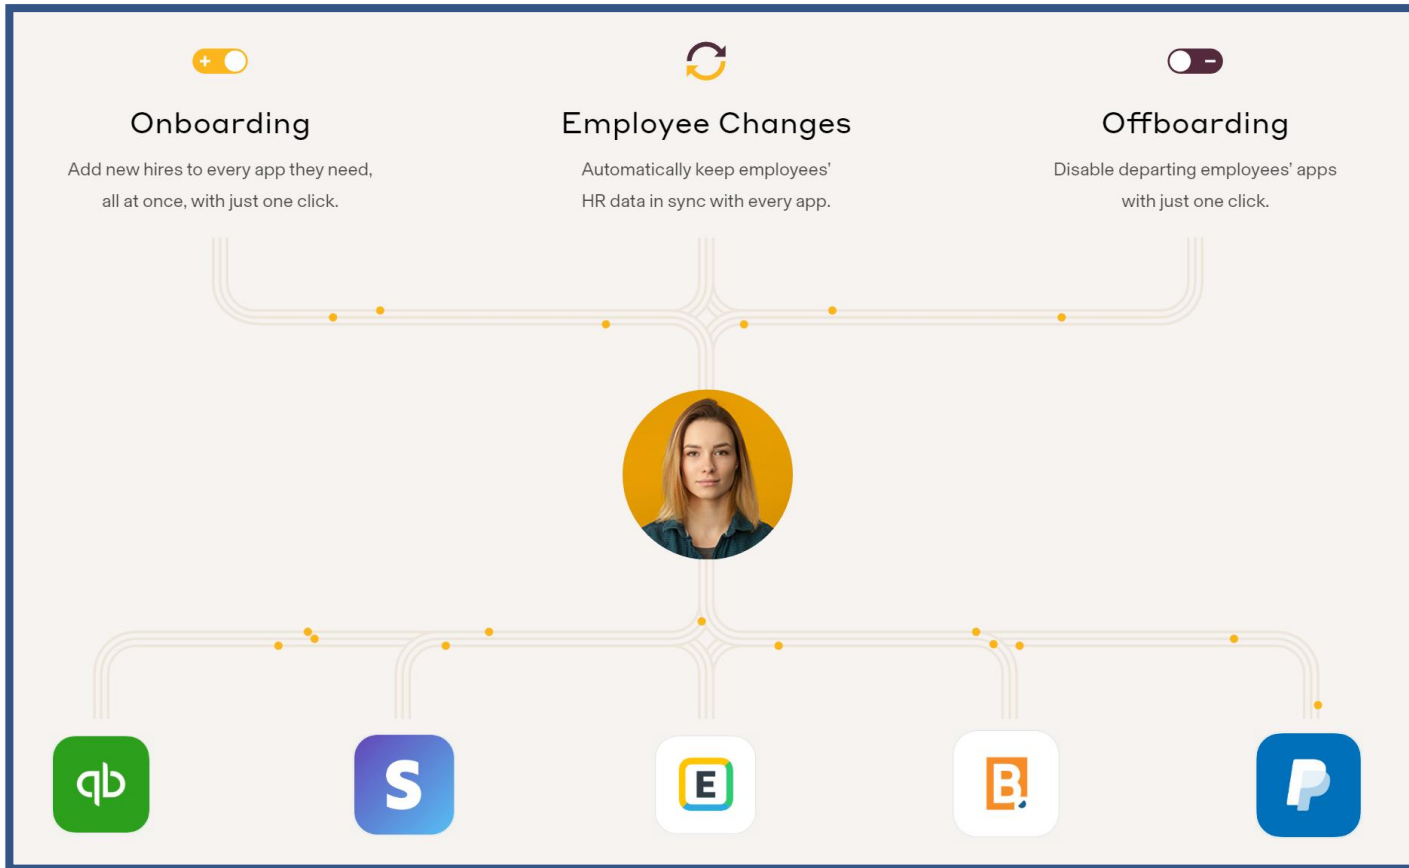 Onboarding
Add new hires to every app they need,
all at once, with just one click.
Employee Changes
Automatically keep employees’
HR data in sync with every app.
Offboarding
Disable departing employees’ apps
with just one click.
qb
S
E
B
P